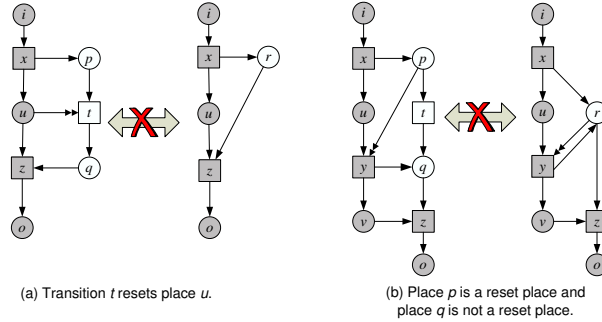 i
i
x
p
x
r
u
t
u
z
q
z
o
o
i
i
x
p
x
u
t
u
r
y
q
y
v
z
v
z
o
o
(a) Transition t resets place u.
(b) Place p is a reset place and
place q is not a reset place.